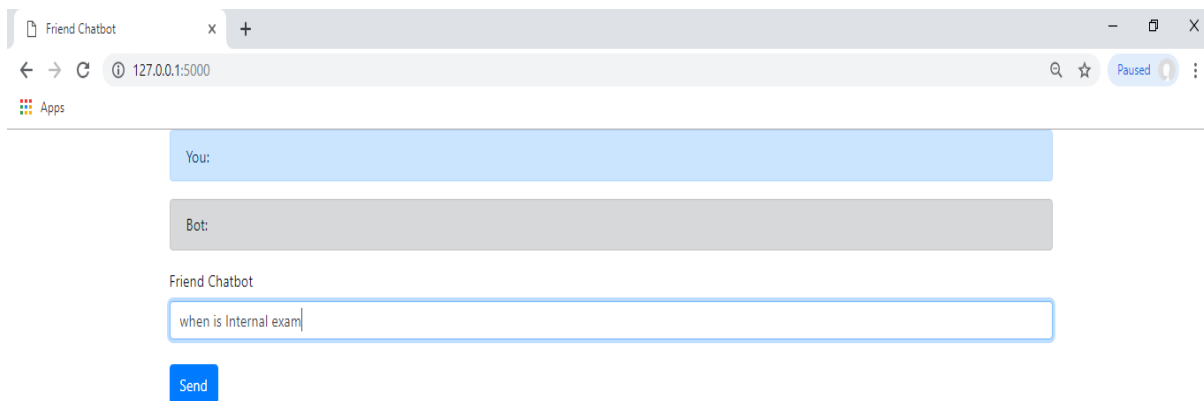 Friend Chatbot
127.0.0.1:5000
Paused
Apps
You:
Bot:
Friend Chatbot
when is Internal exam
Send